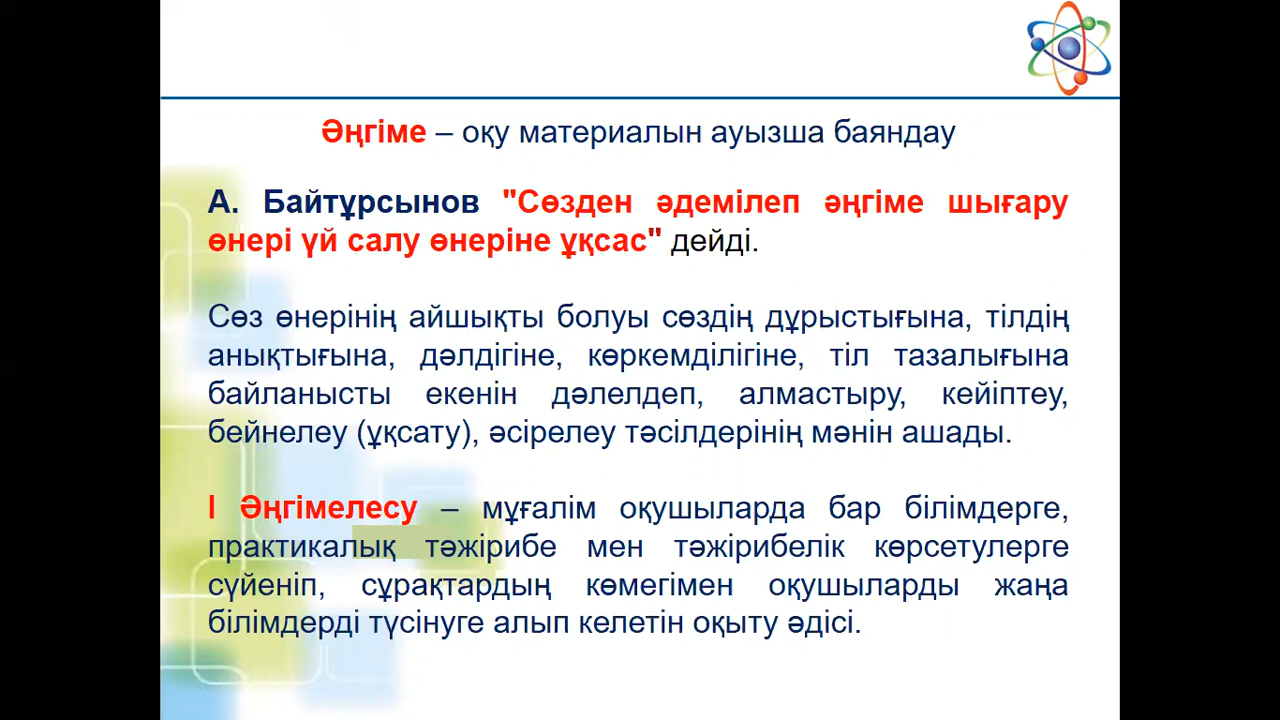 Әңгіме – оқу материалын ауызша баяндау
А. Байтұрсынов "Сөзден әдемілеп әңгіме шығару
өнері үй салу өнеріне ұқсас" дейді.
Сөз өнерінің айшықты болуы сөздің дұрыстығына, тілдің
анықтығына, дәлдігіне, көркемділігіне, тіл тазалығына
байланысты екенін дәлелдеп, алмастыру, кейіптеу,
бейнелеу (ұқсату), әсірелеу тәсілдерінің мәнін ашады.
І Әңгімелесу – мұғалім оқушыларда бар білімдерге,
практикалық тәжірибе мен тәжірибелік көрсетулерге
сүйеніп, сұрақтардың көмегімен оқушыларды жаңа
білімдерді түсінуге алып келетін оқыту әдісі.